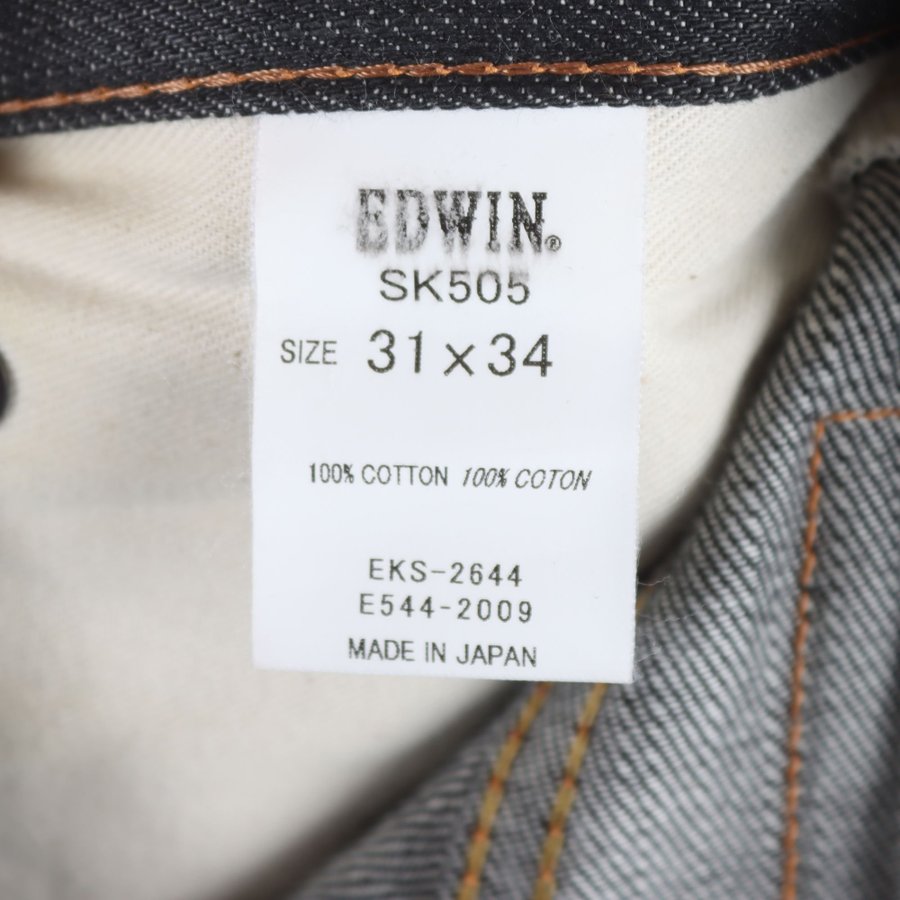 EDWIN®
SK505
SIZE 31×34
100% COTTON 100% COTON
EKS-2644
E544-2009
MADE IN JAPAN